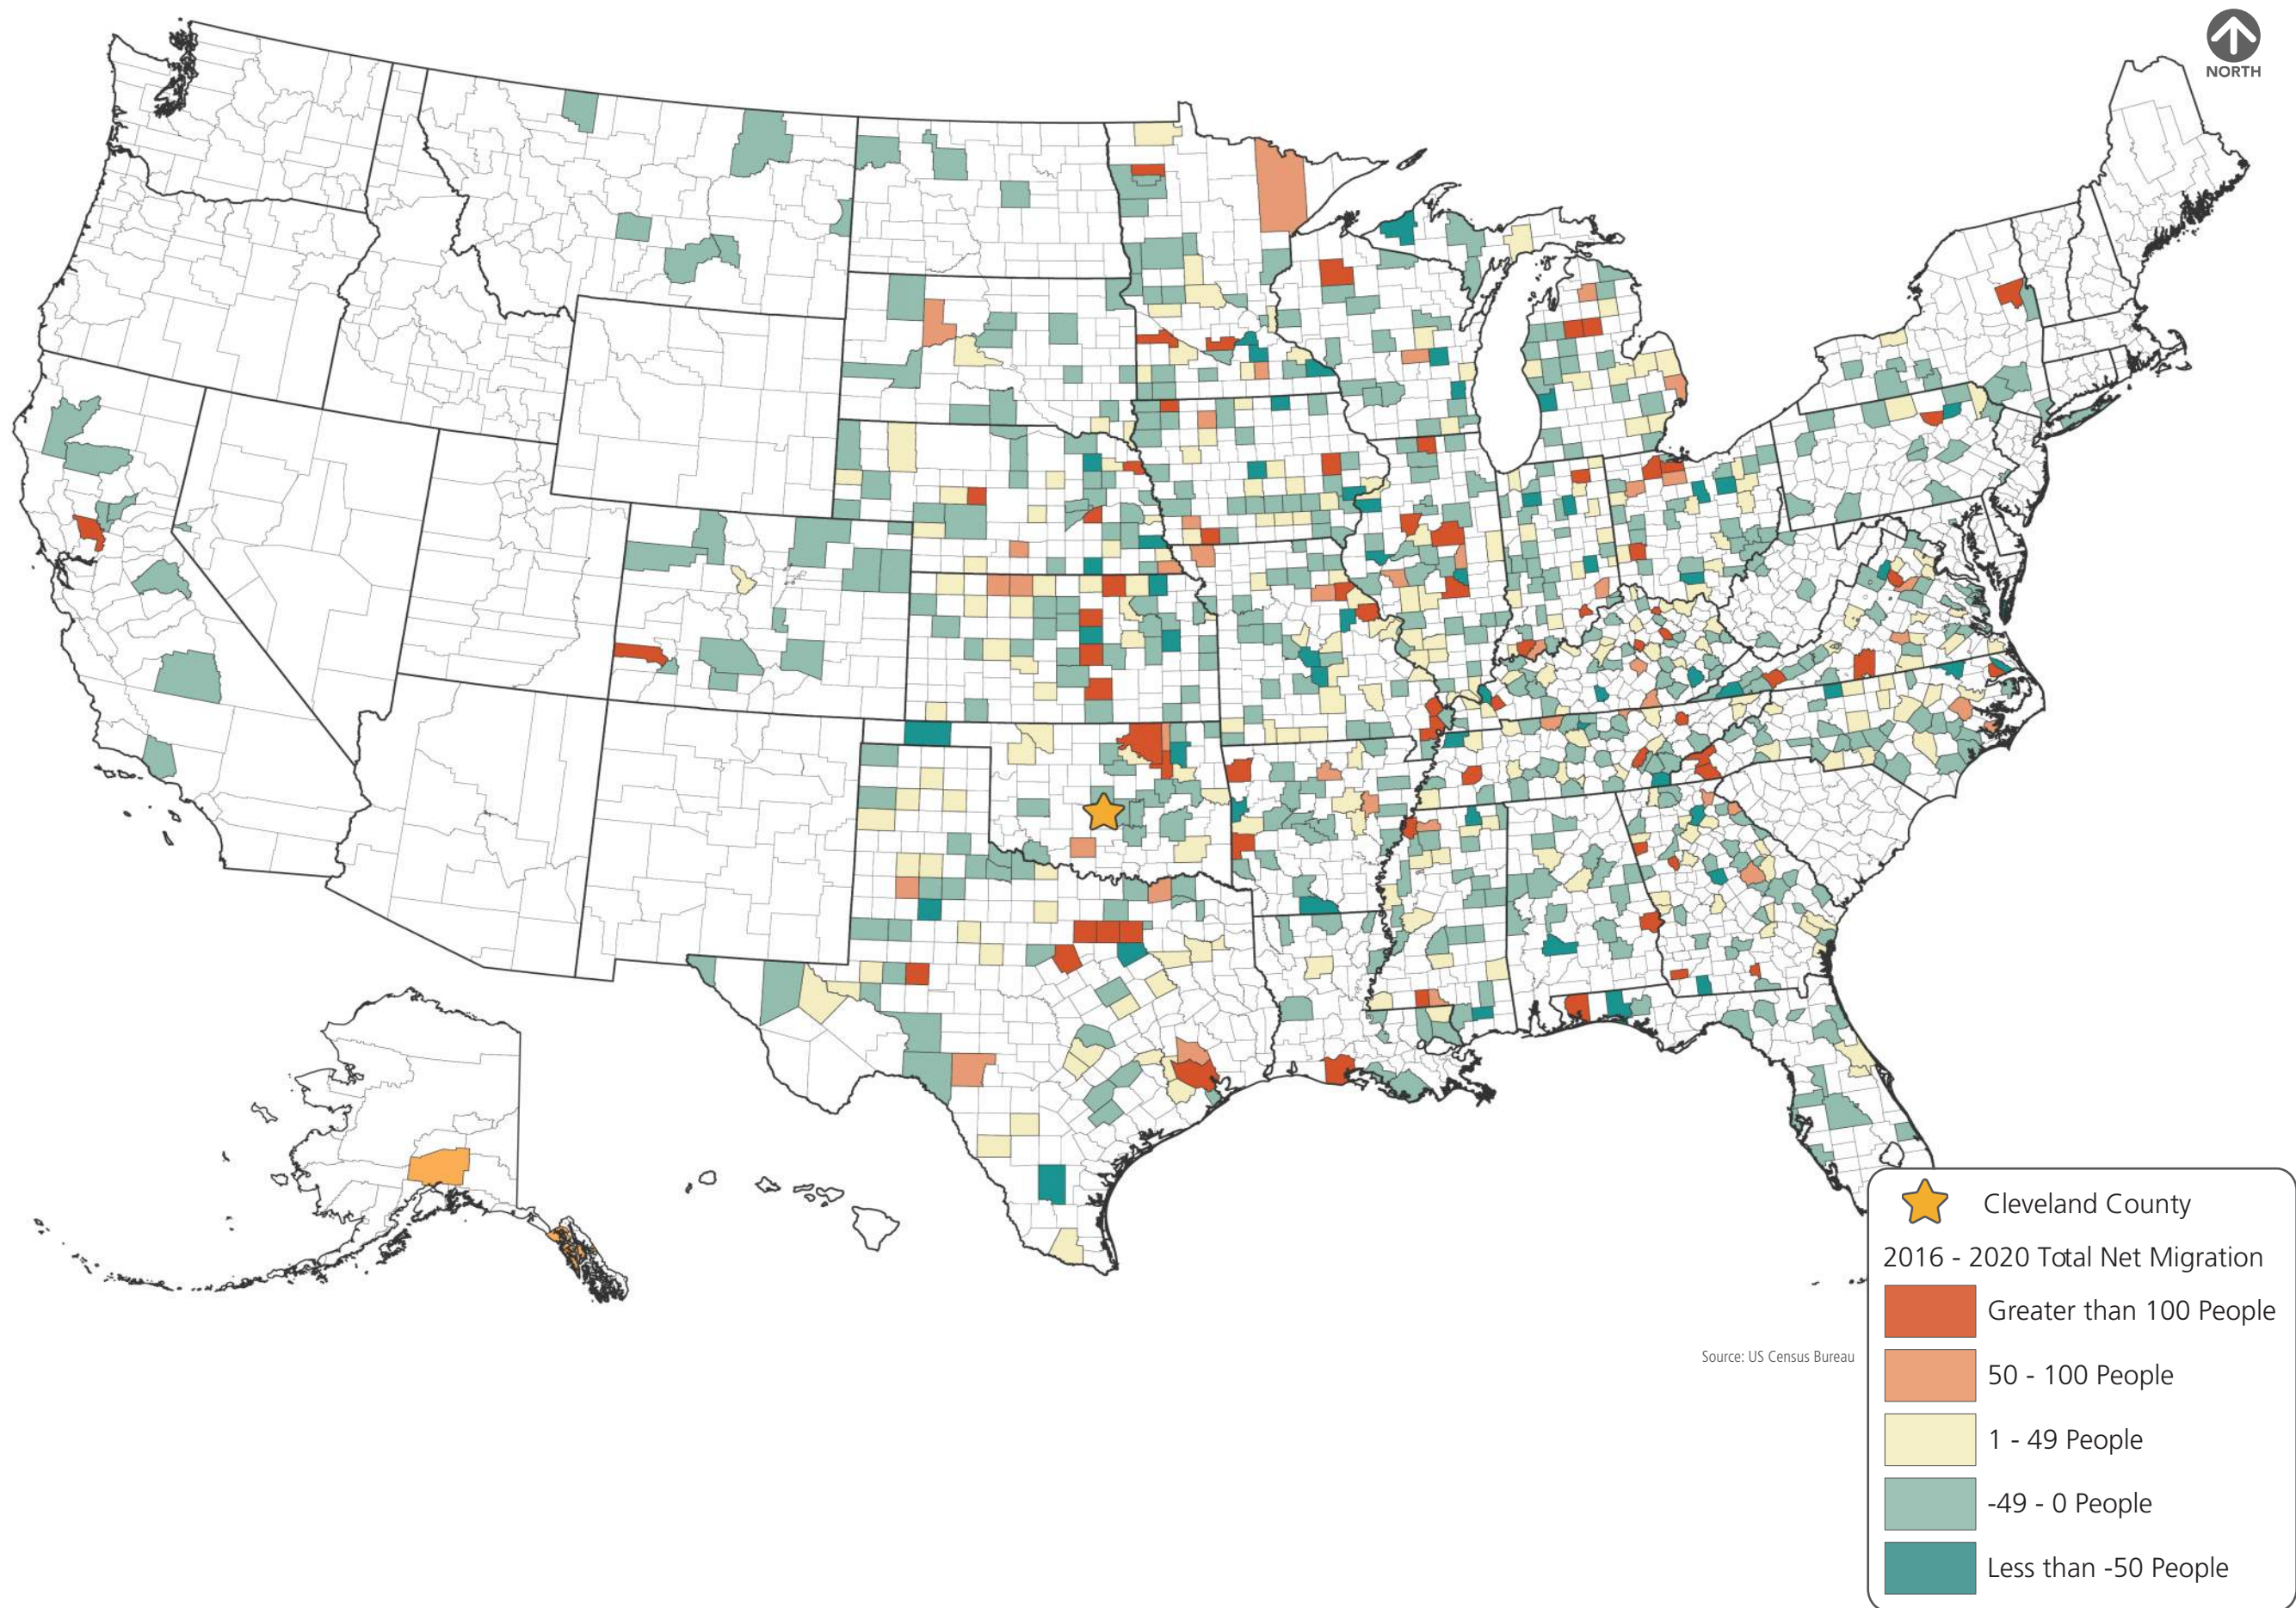 NORTH
Cleveland County
2016 - 2020 Total Net Migration
Greater than 100 People
Source: US Census Bureau
50 - 100 People
1 - 49 People
-49 - 0 People
Less than -50 People